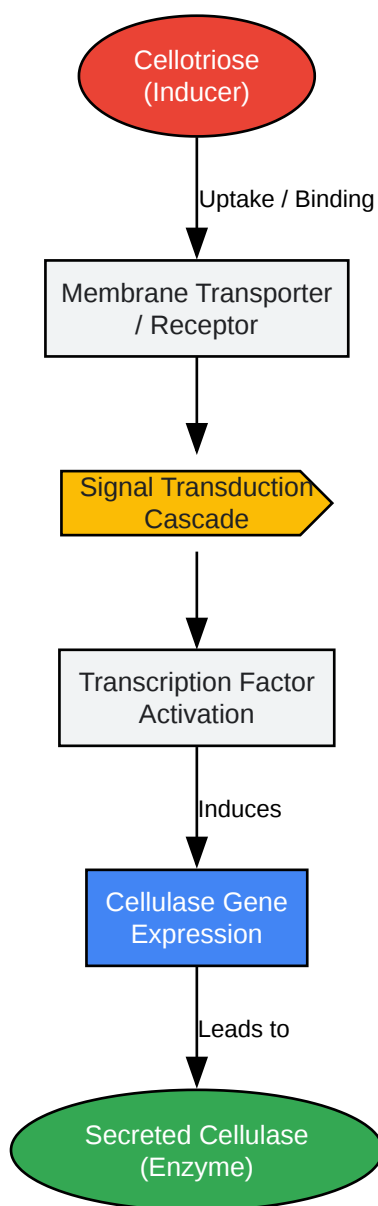 Cellotriose
(Inducer)
Uptake / Binding
Membrane Transporter
/ Receptor
Signal Transduction
Cascade
Transcription Factor
Activation
Induces
Cellulase Gene
Expression
Leads to
Secreted Cellulase
(Enzyme)